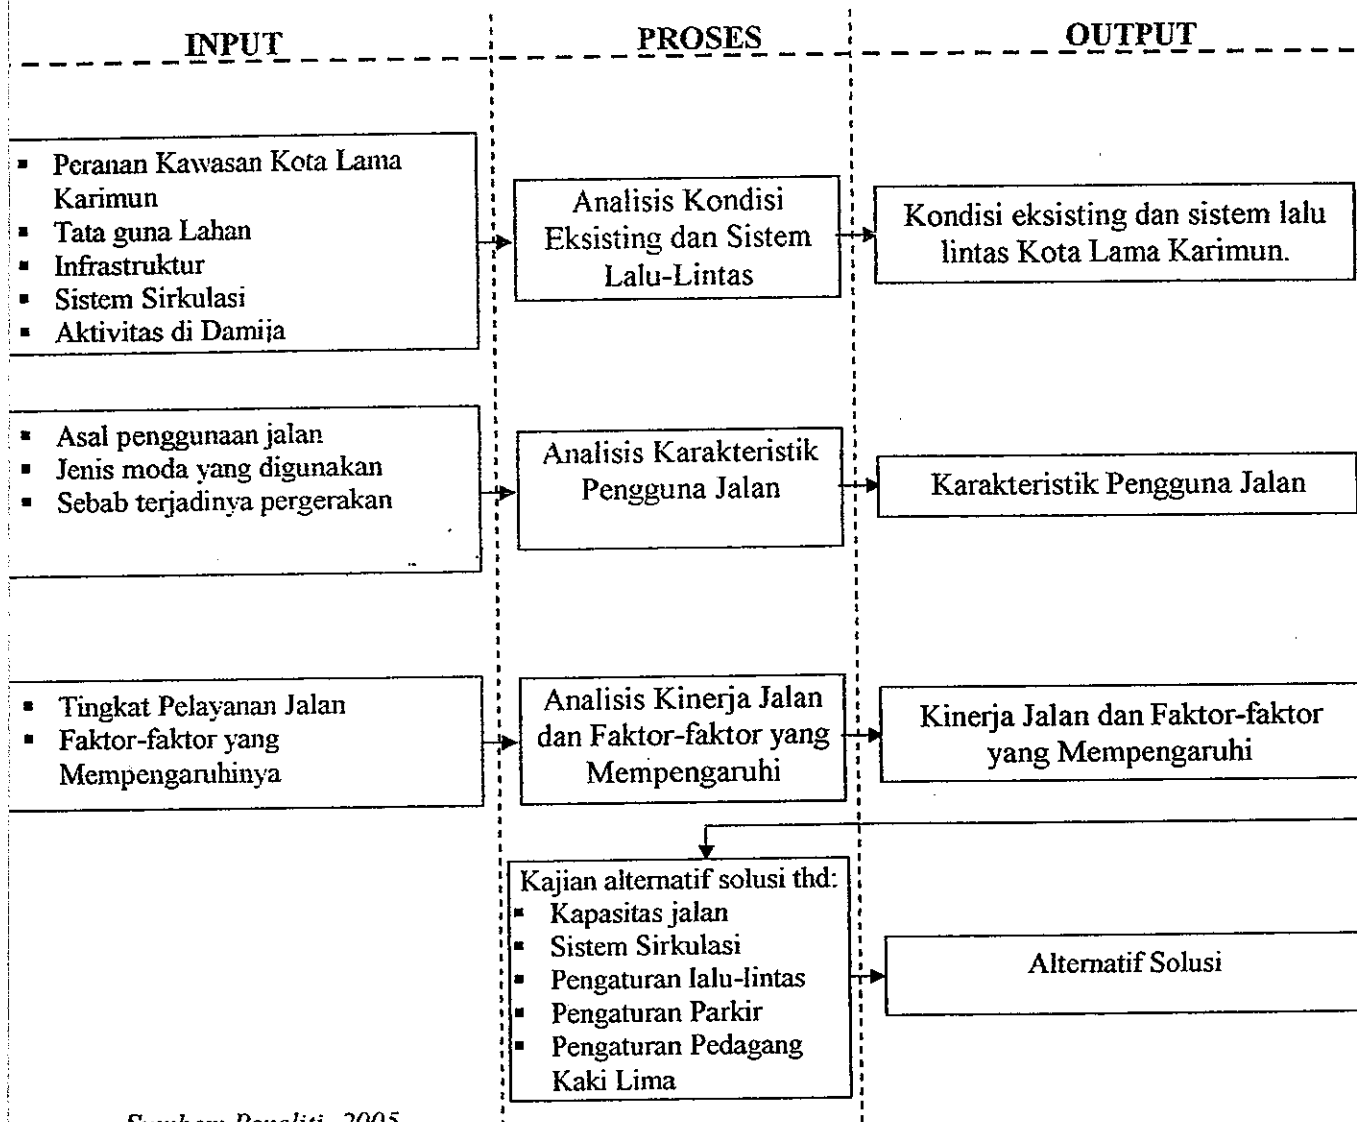 INPUT
PROSES
OUTPUT
▪ Peranan Kawasan Kota Lama
Karimun
▪ Tata guna Lahan
▪ Infrastruktur
▪ Sistem Sirkulasi
▪ Aktivitas di Damija
Analisis Kondisi
Eksisting dan Sistem
Lalu-Lintas
Kondisi eksisting dan sistem lalu
lintas Kota Lama Karimun.
▪ Asal penggunaan jalan
▪ Jenis moda yang digunakan
▪ Sebab terjadinya pergerakan
Analisis Karakteristik
Pengguna Jalan
Karakteristik Pengguna Jalan
▪ Tingkat Pelayanan Jalan
▪ Faktor-faktor yang
Mempengaruhinya
Analisis Kinerja Jalan
dan Faktor-faktor yang
Mempengaruhi
Kinerja Jalan dan Faktor-faktor
yang Mempengaruhi
Kajian alternatif solusi thd:
▪ Kapasitas jalan
▪ Sistem Sirkulasi
▪ Pengaturan lalu-lintas
▪ Pengaturan Parkir
▪ Pengaturan Pedagang
Kaki Lima
Alternatif Solusi
Peneliti, 2005